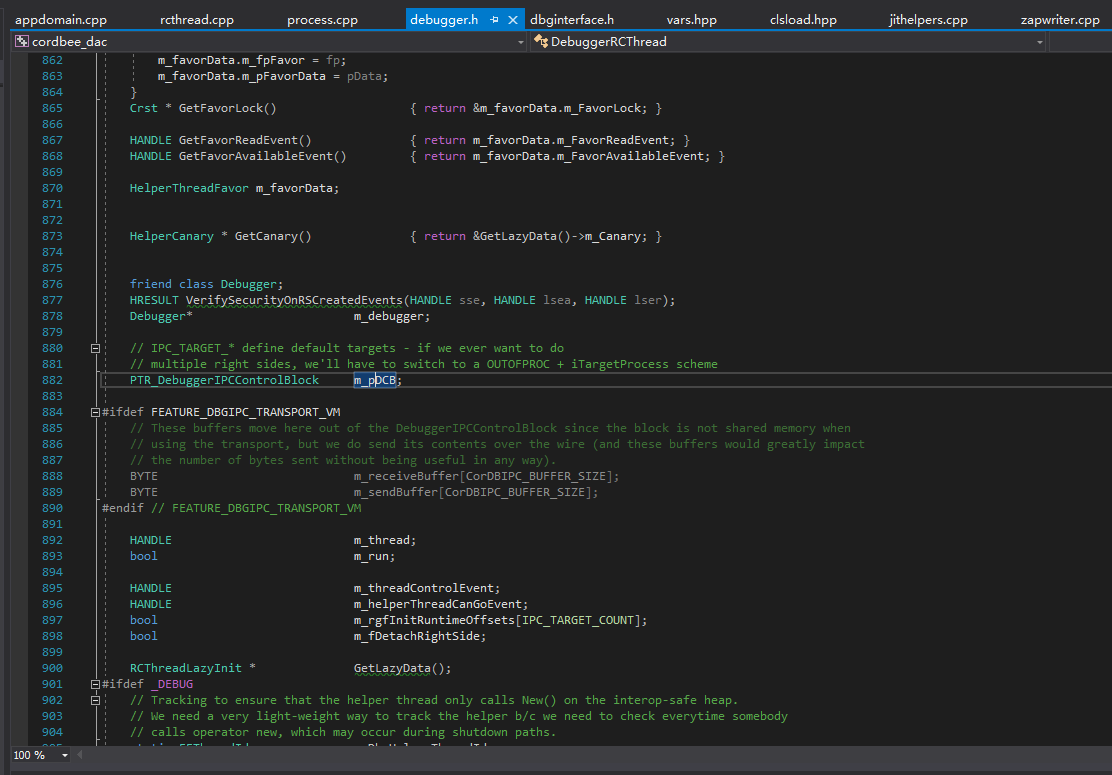 appdomain.cpp rcthread.cpp process.cpp debugger.h dbginterface.h vars.hpp clsload.hpp jithelpers.cpp zapwriter.cpp
cordbee_dac DebuggerRCThread
862 m_favorData.m_fpFavor = fp;
863 m_favorData.m_pFavorData = pData;
864 }
865 Crst * GetFavorLock() { return &m_favorData.m_FavorLock; }
866
867 HANDLE GetFavorReadEvent() { return m_favorData.m_FavorReadEvent; }
868 HANDLE GetFavorAvailableEvent() { return m_favorData.m_FavorAvailableEvent; }
869
870 HelperThreadFavor m_favorData;
871
872
873 HelperCanary * GetCanary() { return &GetLazyData()->m_Canary; }
874
875
876 friend class Debugger;
877 HRESULT VerifySecurityOnRSCreatedEvents(HANDLE sse, HANDLE lsea, HANDLE lser);
878 Debugger* m_debugger;
879
880 // IPC_TARGET_* define default targets - if we ever want to do
881 // multiple right sides, we'll have to switch to a OUTOFPROC + iTargetProcess scheme
882 PTR_DebuggerIPCControlBlock m_pDCB;
883
884 #ifdef FEATURE_DBGIPC_TRANSPORT_VM
885 // These buffers move here out of the DebuggerIPCControlBlock since the block is not shared memory when
886 // using the transport, but we do send its contents over the wire (and these buffers would greatly impact
887 // the number of bytes sent without being useful in any way).
888 BYTE m_receiveBuffer[CorDBIPC_BUFFER_SIZE];
889 BYTE m_sendBuffer[CorDBIPC_BUFFER_SIZE];
890 #endif // FEATURE_DBGIPC_TRANSPORT_VM
891
892 HANDLE m_thread;
893 bool m_run;
894
895 HANDLE m_threadControlEvent;
896 HANDLE m_helperThreadCanGoEvent;
897 bool m_rgfInitRuntimeOffsets[IPC_TARGET_COUNT];
898 bool m_fDetachRightSide;
899
900 RCThreadLazyInit * GetLazyData();
901 #ifdef _DEBUG
902 // Tracking to ensure that the helper thread only calls New() on the interop-safe heap.
903 // We need a very light-weight way to track the helper b/c we need to check everytime somebody
904 // calls operator new, which may occur during shutdown paths.
100 %